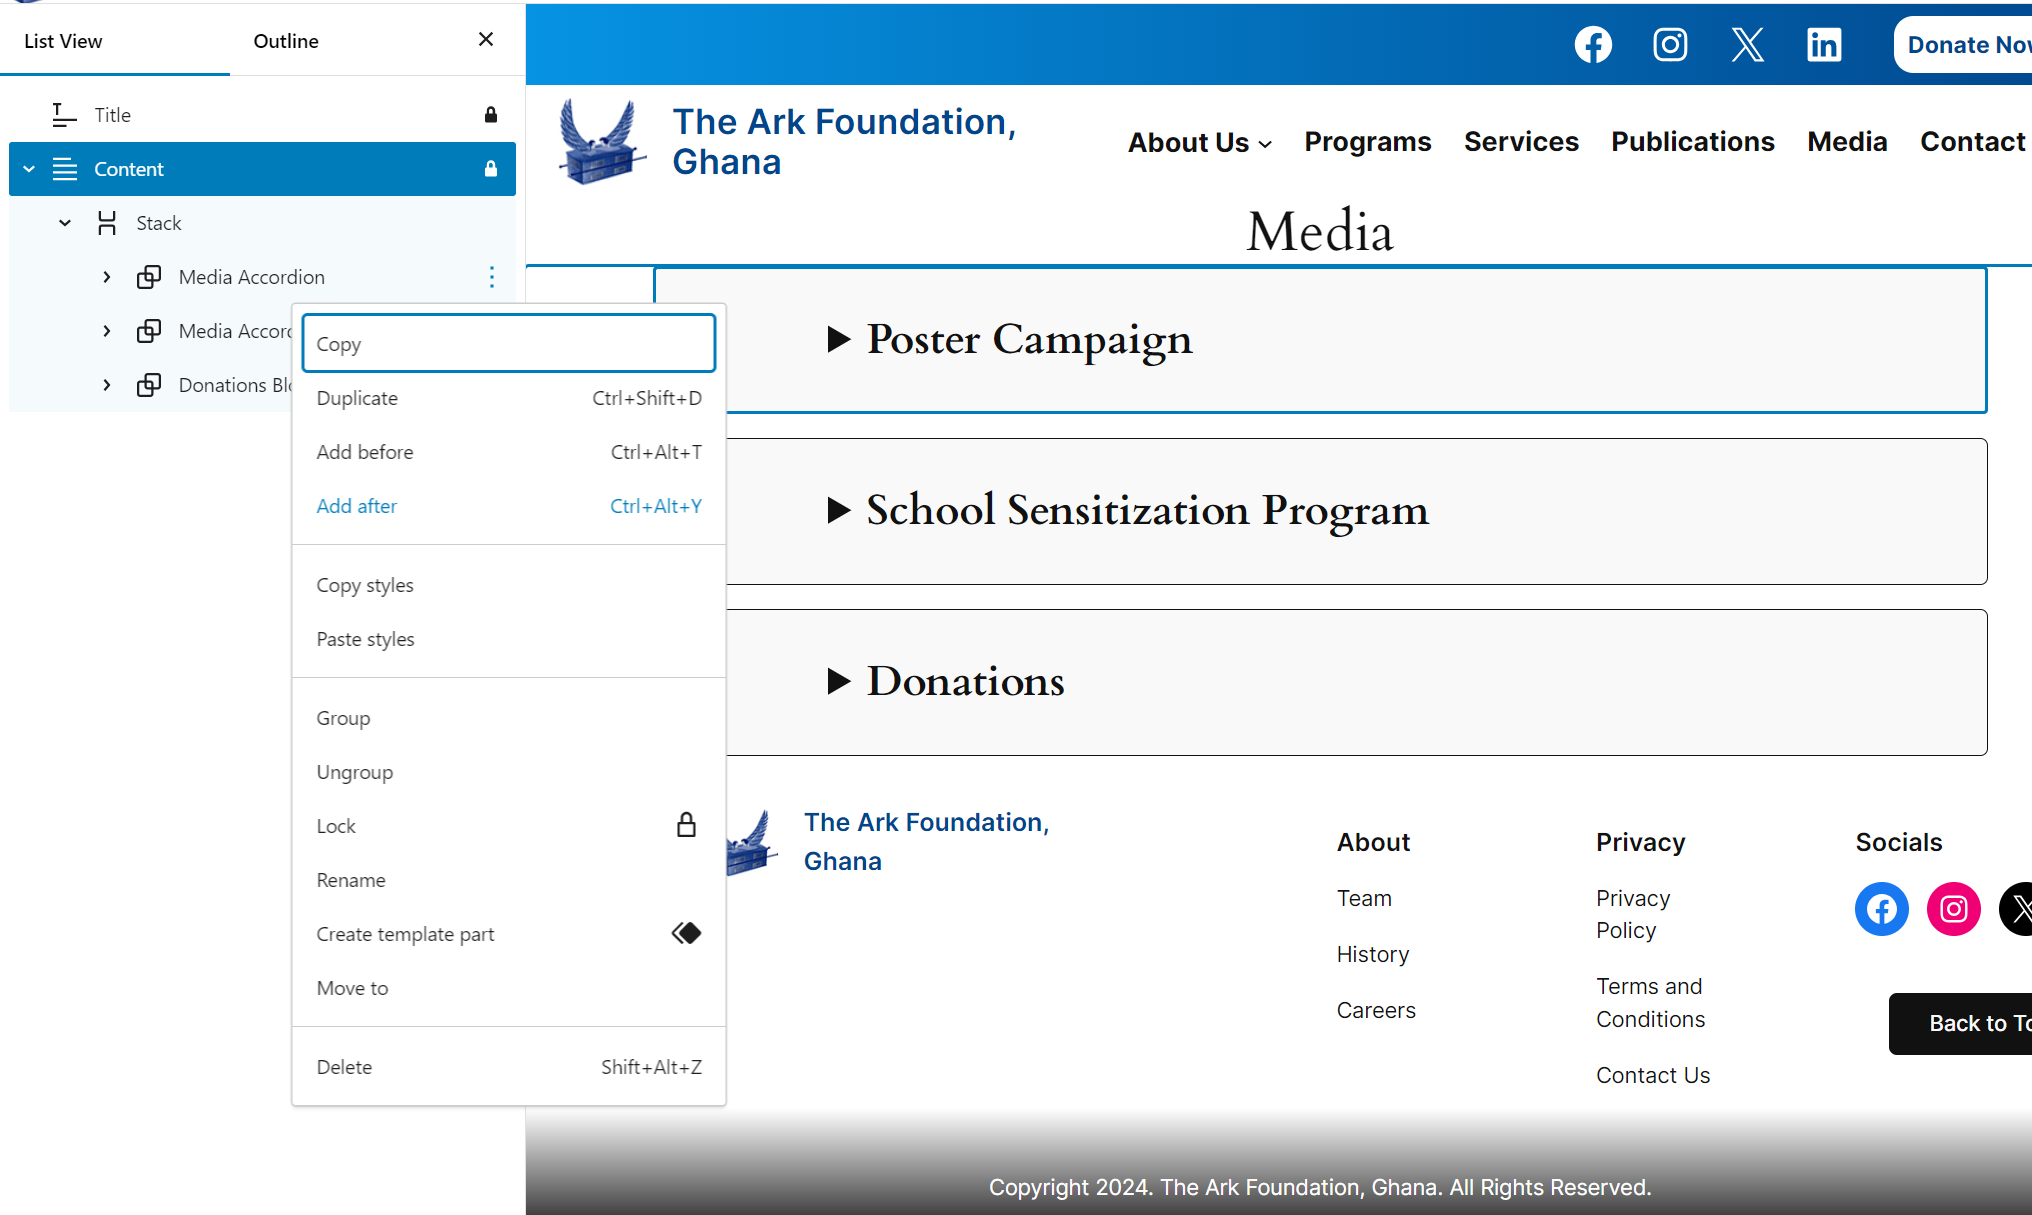 List View
Outline
Title
Content
Stack
Media Accordion
Media Accor
Donations
Copy
Duplicate Ctrl+Shift+D
Add before Ctrl+Alt+T
Add after Ctrl+Alt+Y
Copy styles
Paste styles
Group
Ungroup
Lock
Rename
Create template part
Move to
Delete Shift+Alt+Z
Donate
The Ark Foundation,
Ghana
About Us
Programs
Services
Publications
Media
Contact
Media
Poster Campaign
School Sensitization Program
Donations
The Ark Foundation,
Ghana
About
Team
History
Careers
Privacy
Privacy
Policy
Terms and
Conditions
Contact Us
Socials
Back to
Copyright 2024. The Ark Foundation, Ghana. All Rights Reserved.